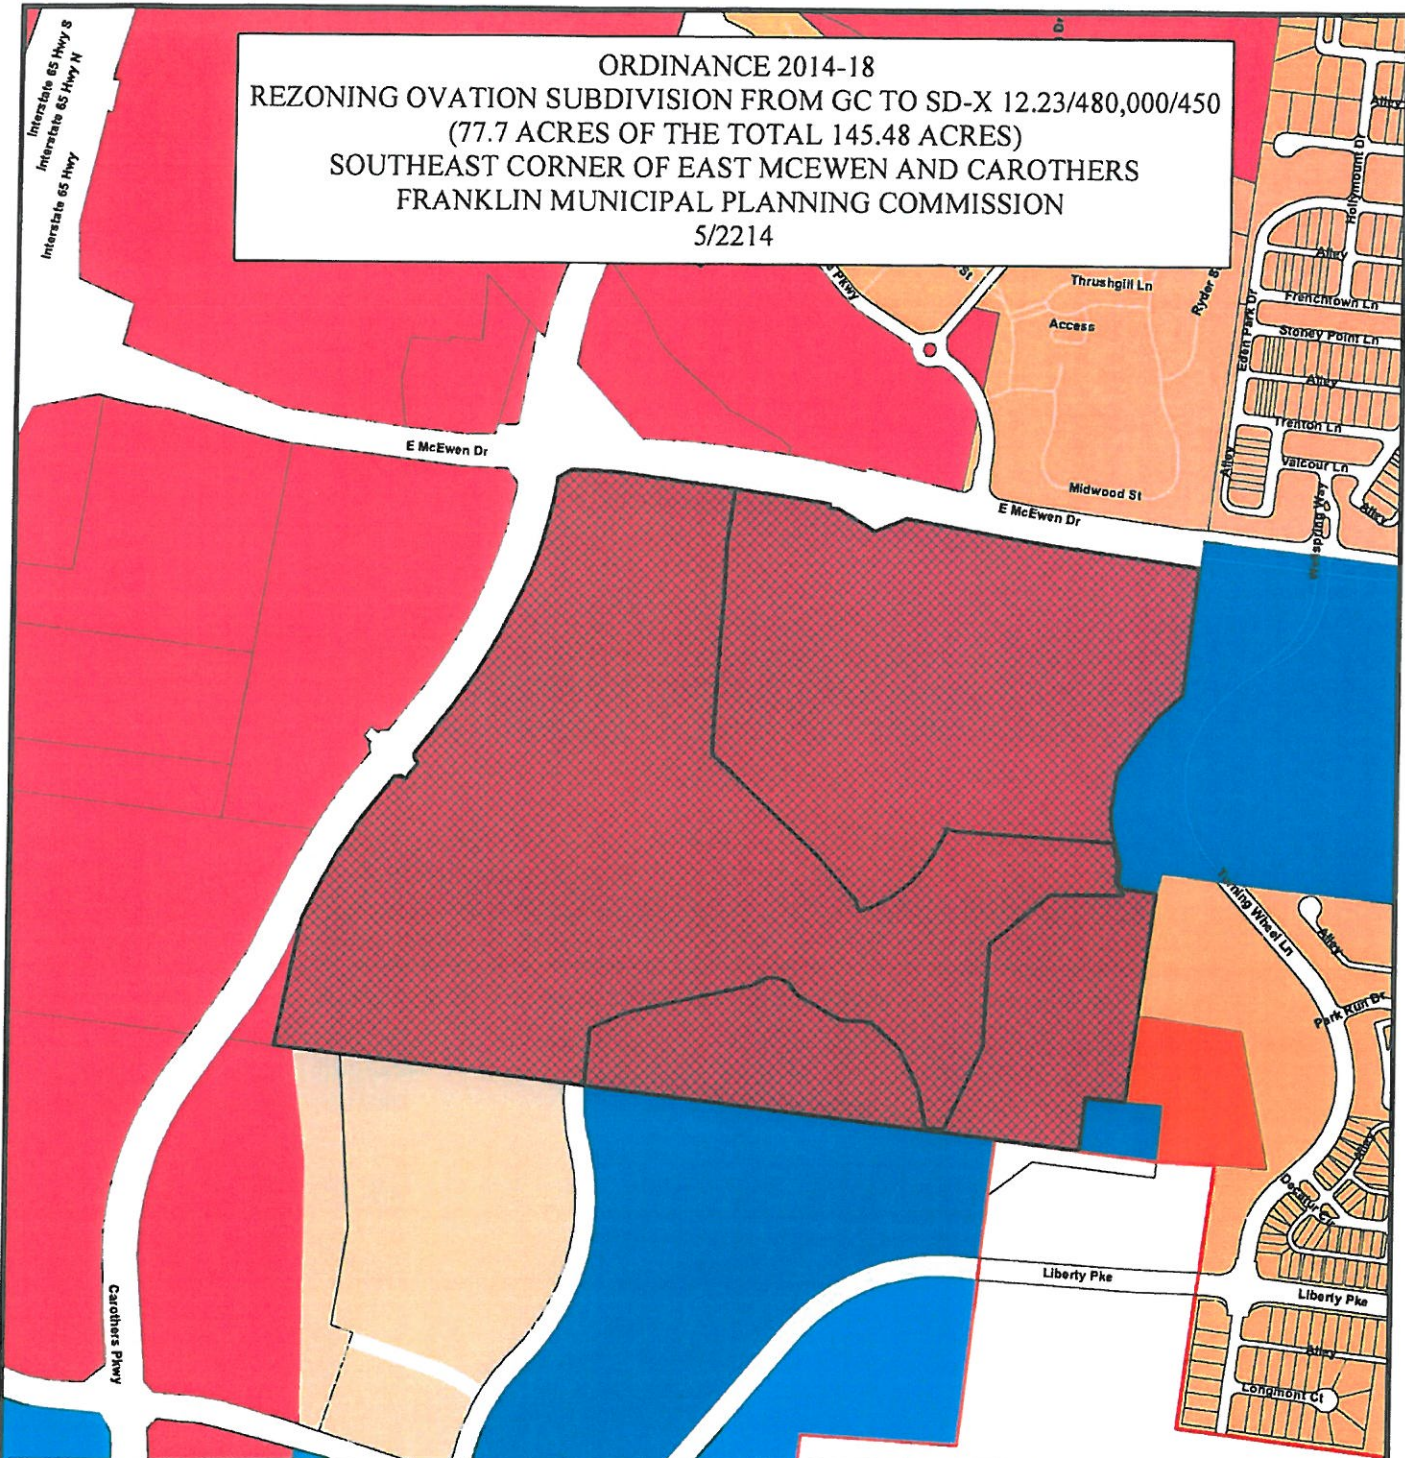 ORDINANCE 2014-18
REZONING OVATION SUBDIVISION FROM GC TO SD-X 12.23/480,000/450
(77.7 ACRES OF THE TOTAL 145.48 ACRES)
SOUTHEAST CORNER OF EAST MCEWEN AND CAROTHERS
FRANKLIN MUNICIPAL PLANNING COMMISSION
5/2214
Interstate 65 Hwy S
Interstate 65 Hwy N
Interstate 65 Hwy
Dr
Alley
Hollymount Dr
Alley
Pkwy
St
Thrushgill Ln
Access
Ryder S
Eden Park Dr
Frenchtown Ln
Stoney Point Ln
Alley
Trenton Ln
Valcour Ln
Alley
Alley
E McEwen Dr
Midwood St
E McEwen Dr
Turning Wheel Ln
Alley
Park Run Dr
Alley
Decatur Cir
Liberty Pke
Liberty Pke
Alley
Longmont Ct
Carothers Pkwy